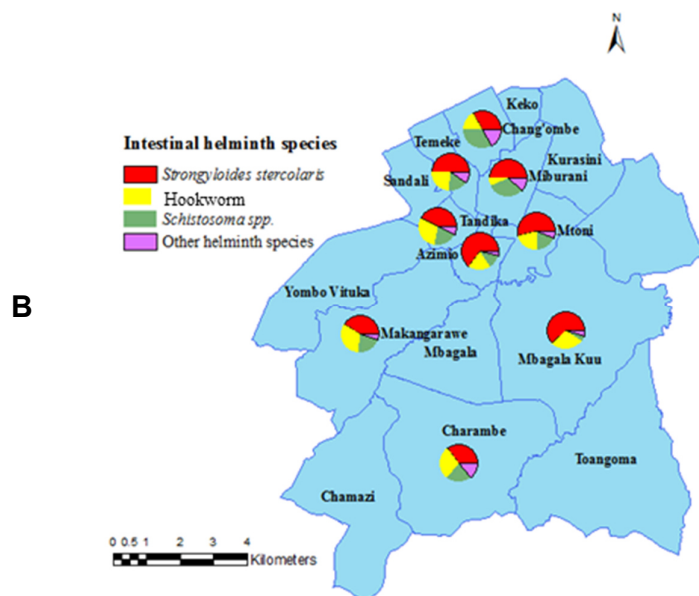 N
Keko
Chang'ombe
Temeke
Kurasini
Miburani
Sandali
Intestinal helminth species
Strongyloides stercolaris
Hookworm
Schistosoma spp.
Other helminth species
Tandika
Mtoni
Azimio
B
Yombo Vituka
Makangarawe
Mbagala
Mbagala Kuu
Charambe
Toangoma
Chamazi
0 0.5 1 2 3 4
Kilometers